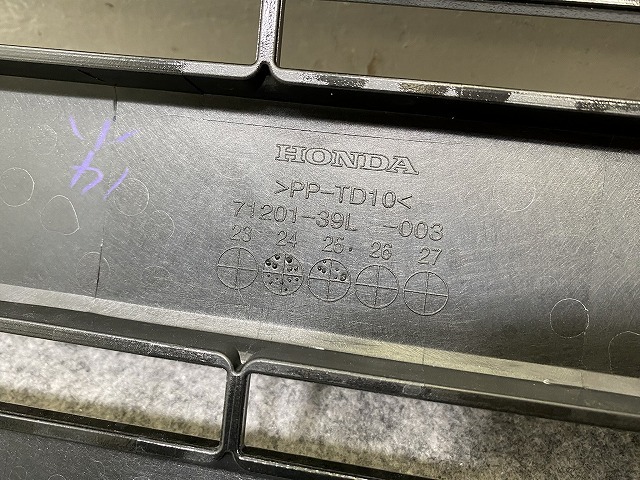 HONDA
>PP-TD10<
71201-39L -003
23 24 25 26 27